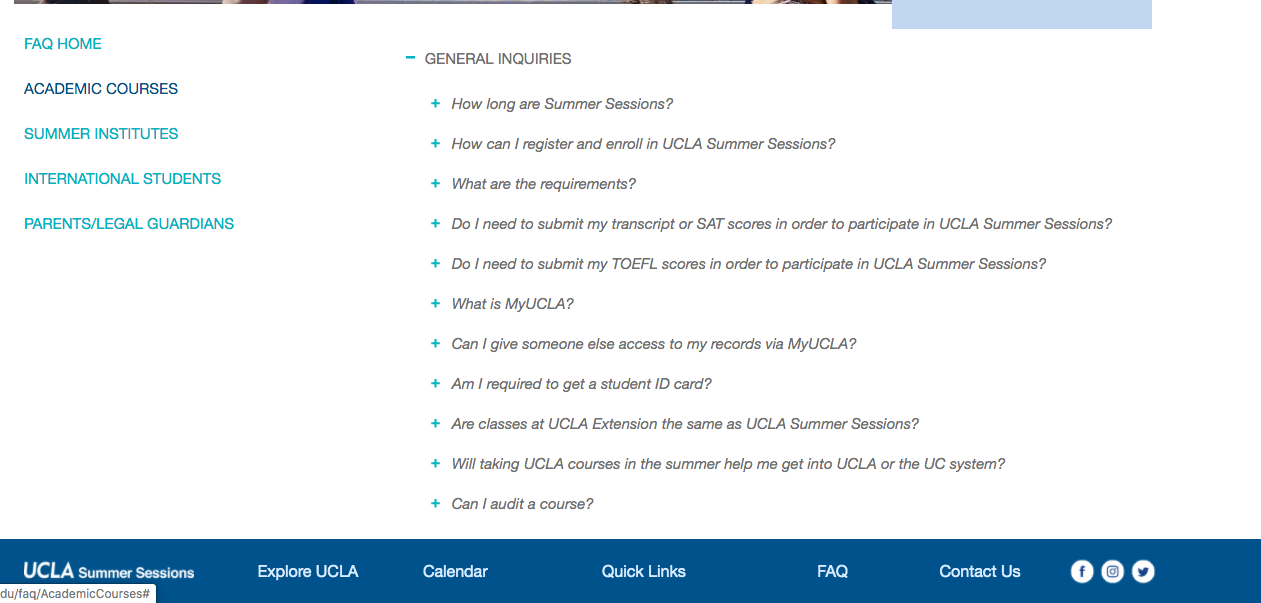 FAQ HOME
ACADEMIC COURSES
SUMMER INSTITUTES
INTERNATIONAL STUDENTS
PARENTS/LEGAL GUARDIANS
− GENERAL INQUIRIES
+ How long are Summer Sessions?
+ How can I register and enroll in UCLA Summer Sessions?
+ What are the requirements?
+ Do I need to submit my transcript or SAT scores in order to participate in UCLA Summer Sessions?
+ Do I need to submit my TOEFL scores in order to participate in UCLA Summer Sessions?
+ What is MyUCLA?
+ Can I give someone else access to my records via MyUCLA?
+ Am I required to get a student ID card?
+ Are classes at UCLA Extension the same as UCLA Summer Sessions?
+ Will taking UCLA courses in the summer help me get into UCLA or the UC system?
+ Can I audit a course?
UCLA Summer Sessions Explore UCLA Calendar Quick Links FAQ Contact Us
du/faq/AcademicCourses#